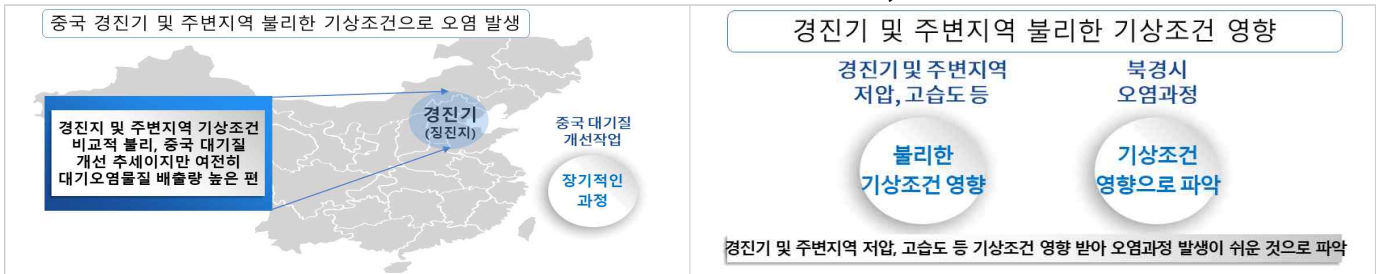 중국 경진기 및 주변지역 불리한 기상조건으로 오염 발생
경진지 및 주변지역 기상조건
비교적 불리, 중국 대기질
개선 추세이지만 여전히
대기오염물질 배출량 높은 편
경진기
(징진지)
중국 대기질
개선작업
장기적인
과정
경진기 및 주변지역 불리한 기상조건 영향
경진기 및 주변지역
저압, 고습도 등
불리한
기상조건 영향
북경시
오염과정
기상조건
영향으로 파악
경진기 및 주변지역 저압, 고습도 등 기상조건 영향 받아 오염과정 발생이 쉬운 것으로 파악